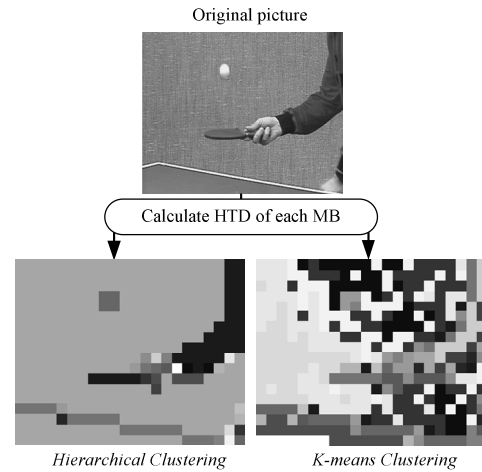 Original picture
Calculate HTD of each MB
Hierarchical Clustering
K-means Clustering